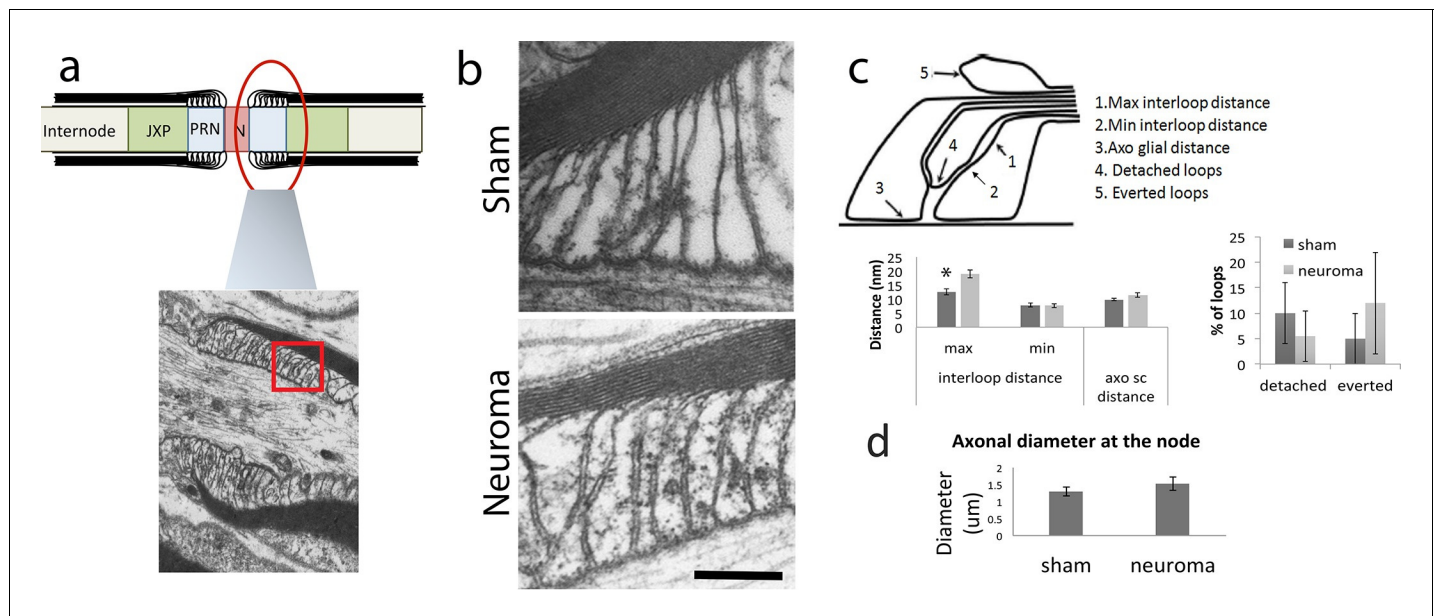 a
Internode
JXP
PRN
N
b
Sham
Neuroma
c
5
4
1
3
2
1.Max interloop distance
2.Min interloop distance
3.Axo glial distance
4. Detached loops
5. Everted loops
Distance (nm)
25
20
15
10
5
0
*
max
min
interloop distance
axo sc
distance
% of loops
25
20
15
10
5
0
sham
neuroma
detached
everted
d
Axonal diameter at the node
Diameter
(um)
2
1.5
1
0.5
0
sham
neuroma